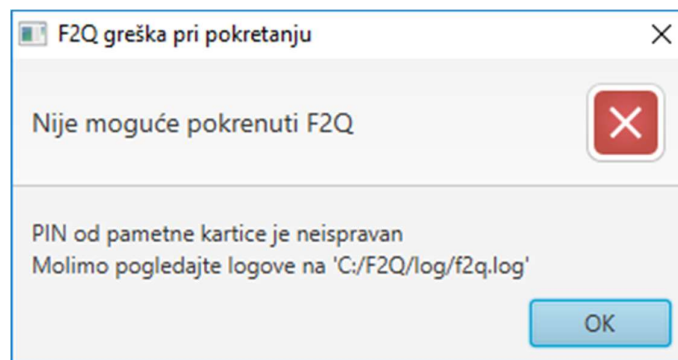 F2Q greška pri pokretanju
Nije moguće pokrenuti F2Q
PIN od pametne kartice je neispravan
Molimo pogledajte logove na 'C:/F2Q/log/f2q.log'
OK